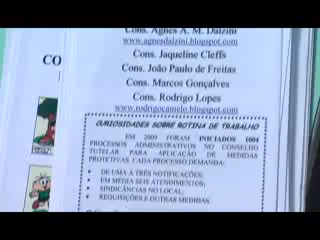 Cons. Agnes A. M. Dalzini
www.agnesdalzini.blogspot.com
Cons. Jaqueline Cleffs
CO
Cons. João Paulo de Freitas
Cons. Marcos Gonçalves
Cons. Rodrigo Lopes
www.rodrigocamelo.blogspot.com
CURIOSIDADES SOBRE ROTINA DE TRABALHO
EM 2009 FORAM INICIADOS 1004
PROCESSOS ADMINISTRATIVOS NO CONSELHO
TUTELAR PARA APLICAÇÃO DE MEDIDAS
PROTETIVAS. CADA PROCESSO DEMANDA:
• DE UMA À TRÊS NOTIFICAÇÕES;
• EM MÉDIA SEIS ATENDIMENTOS;
• SINDICÂNCIAS NO LOCAL;
• REQUISIÇÕES E OUTRAS MEDIDAS.